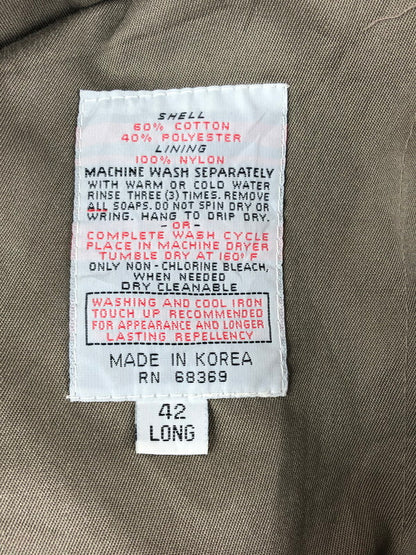 SHELL
60% COTTON
40% POLYESTER
LINING
100% NYLON
MACHINE WASH SEPARATELY
WITH WARM OR COLD WATER
RINSE THREE (3) TIMES. REMOVE
ALL SOAPS. DO NOT SPIN DRY OR
WRING. HANG TO DRIP DRY.
-OR-
COMPLETE WASH CYCLE
PLACE IN MACHINE DRYER
TUMBLE DRY AT 160° F
ONLY NON-CHLORINE BLEACH,
WHEN NEEDED
DRY CLEANABLE
WASHING AND COOL IRON
TOUCH UP RECOMMENDED
FOR APPEARANCE AND LONGER
LASTING REPELLENCY
MADE IN KOREA
RN 68369
42
LONG